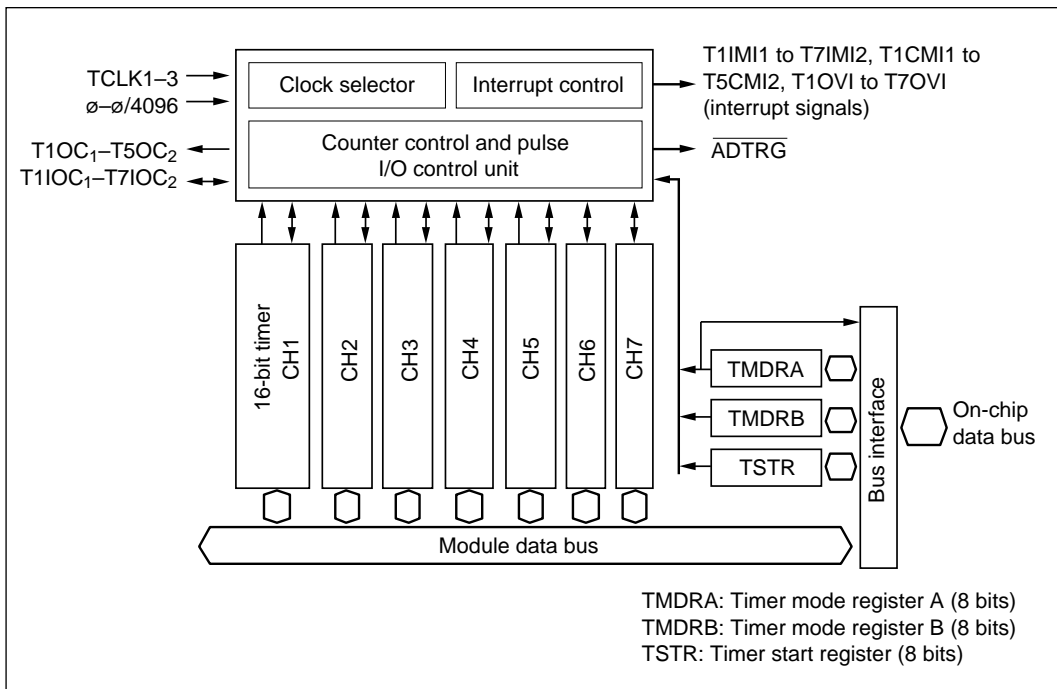 TCLK1–3
ø–ø/4096
T1OC₁–T5OC₂
T1IOC₁–T7IOC₂
Clock selector
Interrupt control
Counter control and pulse
I/O control unit
T1IMI1 to T7IMI2, T1CMI1 to
T5CMI2, T1OVI to T7OVI
(interrupt signals)
ADTRG
16-bit timer
CH1
CH2
CH3
CH4
CH5
CH6
CH7
TMDRA
TMDRB
TSTR
Bus interface
On-chip
data bus
Module data bus
TMDRA: Timer mode register A (8 bits)
TMDRB: Timer mode register B (8 bits)
TSTR: Timer start register (8 bits)